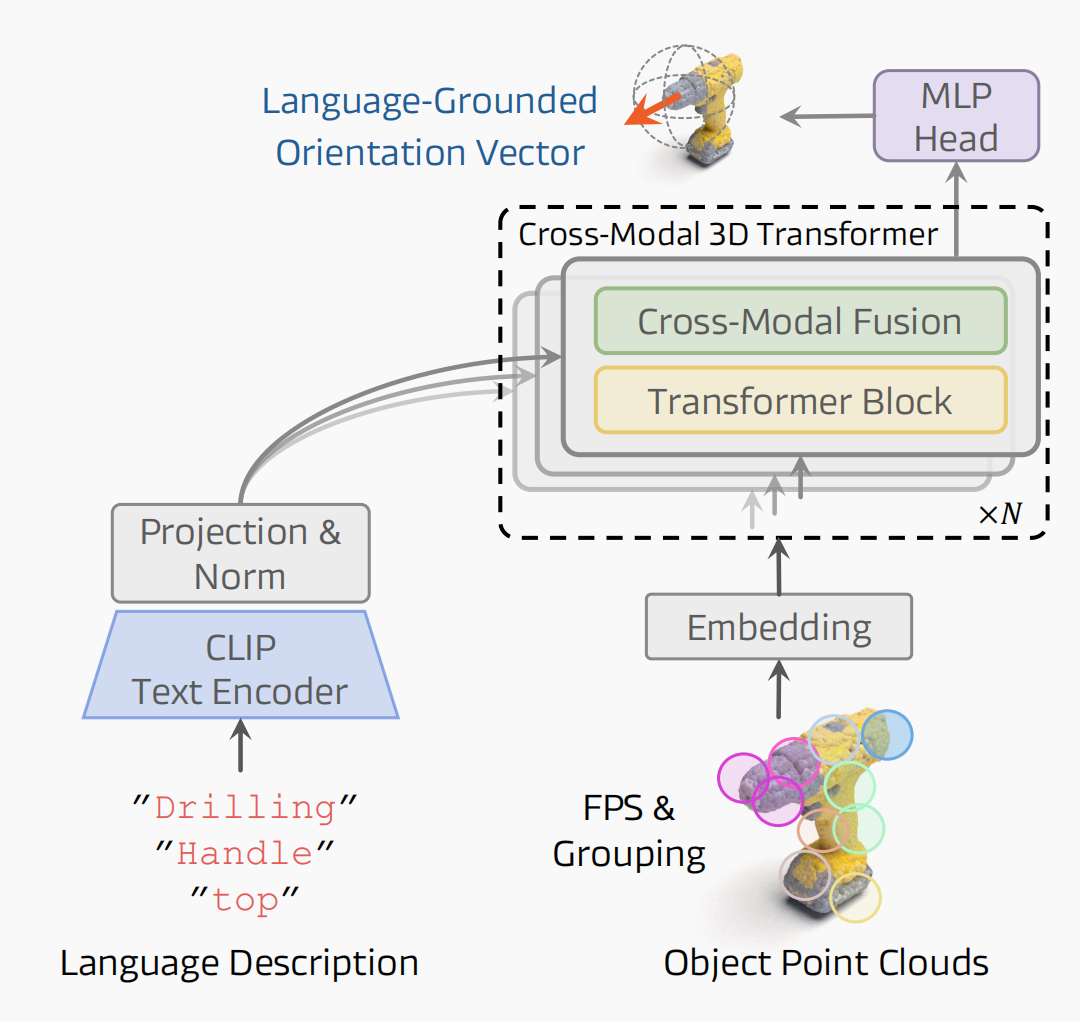 Language-Grounded
Orientation Vector
MLP
Head
Cross-Modal 3D Transformer
Cross-Modal Fusion
Transformer Block
×N
Projection &
Norm
CLIP
Text Encoder
Embedding
"Drilling"
"Handle"
"top"
FPS &
Grouping
Language Description
Object Point Clouds